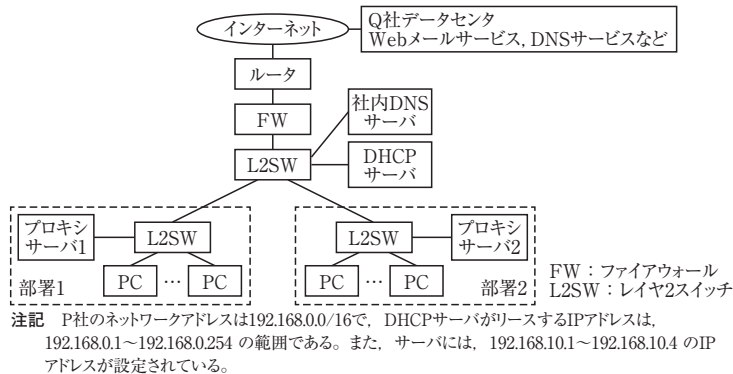 インターネット
Q社データセンタ
Webメールサービス，DNSサービスなど
ルータ
社内DNS
サーバ
FW
L2SW
DHCP
サーバ
プロキシ
サーバ1
L2SW
L2SW
プロキシ
サーバ2
部署1
PC … PC
PC … PC
部署2
FW：ファイアウォール
L2SW：レイヤ2スイッチ
注記　P社のネットワークアドレスは192.168.0.0/16で，DHCPサーバがリースするIPアドレスは，
192.168.0.1～192.168.0.254 の範囲である。また，サーバには，192.168.10.1～192.168.10.4 のIP
アドレスが設定されている。